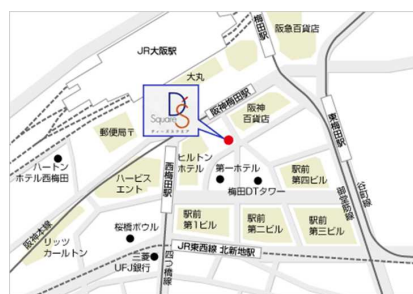 梅田駅
阪急百貨店
JR大阪駅
大丸
阪神梅田駅
D'S
Square
ディーズスクエア
阪神
百貨店
東梅田駅
郵便局〒
ハートン
ホテル西梅田
ハービス
エント
西梅田駅
ヒルトン
ホテル
第一ホテル
梅田DTタワー
駅前
第四ビル
御堂筋線
谷町線
阪神本線
リッツ
カールトン
桜橋ボウル
駅前
第1ビル
駅前
第二ビル
駅前
第三ビル
JR東西線 北新地駅
三菱
UFJ銀行
四つ橋線